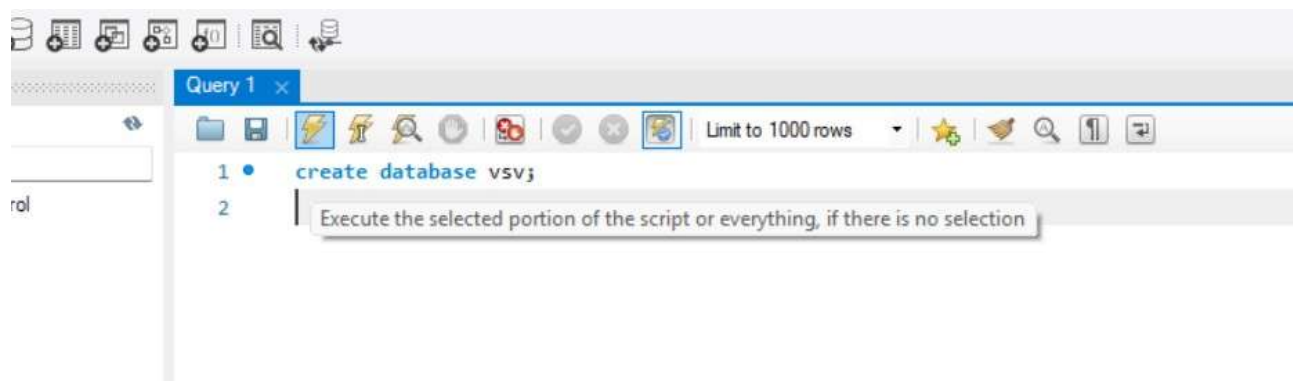 Query 1
Limit to 1000 rows
rol
1 create database vsv;
2
Execute the selected portion of the script or everything, if there is no selection